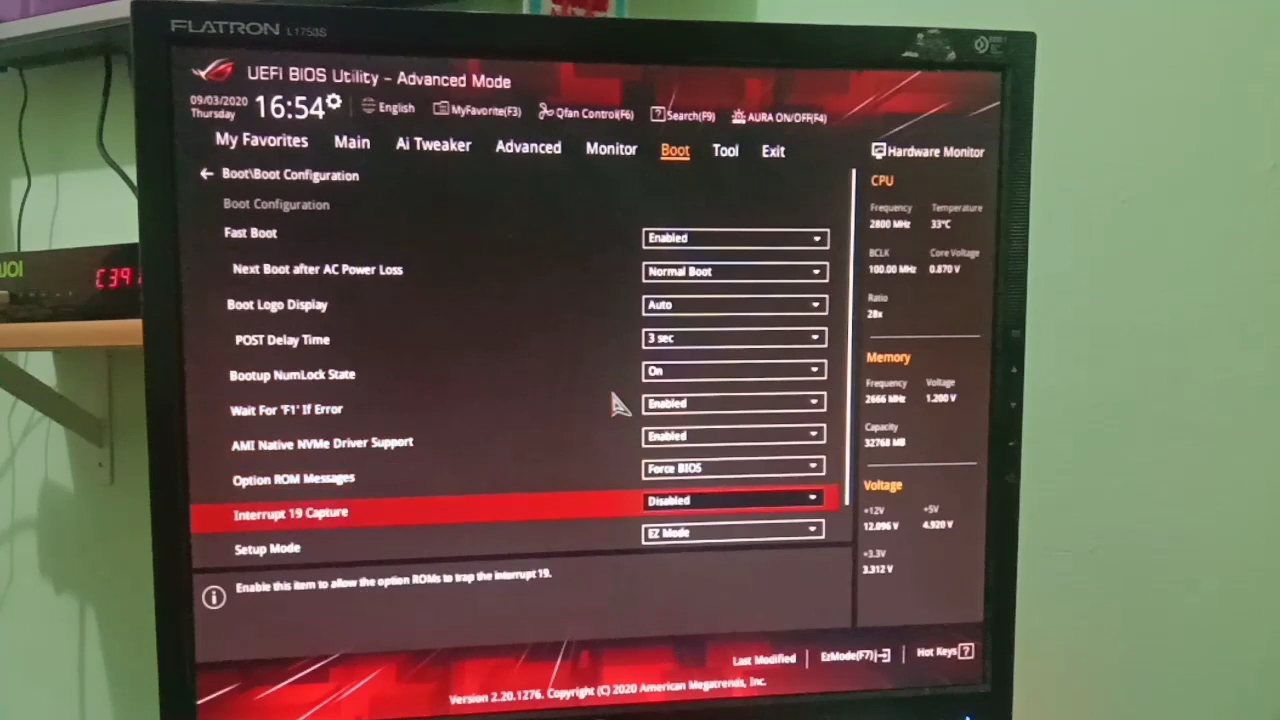 FLATRON L1753S
UEFI BIOS Utility – Advanced Mode
09/03/2020
Thursday
16:54
English
MyFavorite(F3)
Qfan Control(F6)
? Search(F9)
AURA ON/OFF(F4)
My Favorites Main Ai Tweaker Advanced Monitor Boot Tool Exit
Hardware Monitor
← Boot\Boot Configuration
Boot Configuration
Fast Boot Enabled
Next Boot after AC Power Loss Normal Boot
Boot Logo Display Auto
POST Delay Time 3 sec
Bootup NumLock State On
Wait For 'F1' If Error Enabled
AMI Native NVMe Driver Support Enabled
Option ROM Messages Force BIOS
Interrupt 19 Capture Disabled
Setup Mode EZ Mode
Enable this item to allow the option ROMs to trap the interrupt 19.
CPU
Frequency Temperature
2800 MHz 33°C
BCLK Core Voltage
100.00 MHz 0.870 V
Ratio
28x
Memory
Frequency Voltage
2666 MHz 1.200 V
Capacity
32768 MB
Voltage
+12V +5V
12.096 V 4.920 V
+3.3V
3.312 V
Last Modified
EzMode(F7)
Hot Keys ?
Version 2.20.1276. Copyright (C) 2020 American Megatrends, Inc.